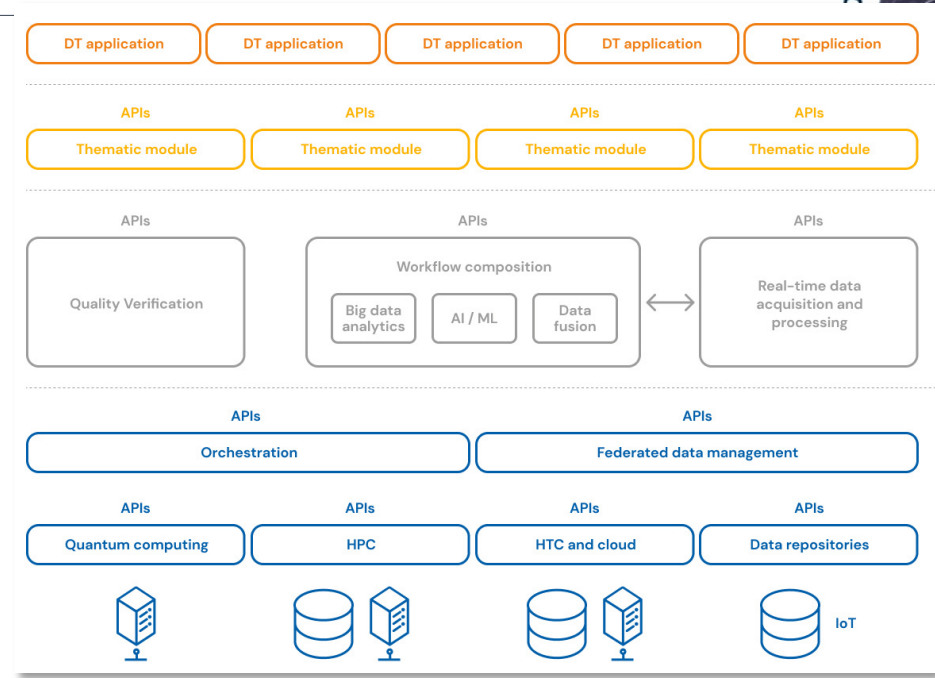 DT application DT application DT application DT application DT application
APIs APIs APIs APIs
Thematic module Thematic module Thematic module Thematic module
APIs APIs APIs
Quality Verification
Workflow composition
Big data
analytics
AI / ML
Data
fusion
Real-time data
acquisition and
processing
APIs APIs
Orchestration Federated data management
APIs APIs APIs APIs
Quantum computing HPC HTC and cloud Data repositories
IoT